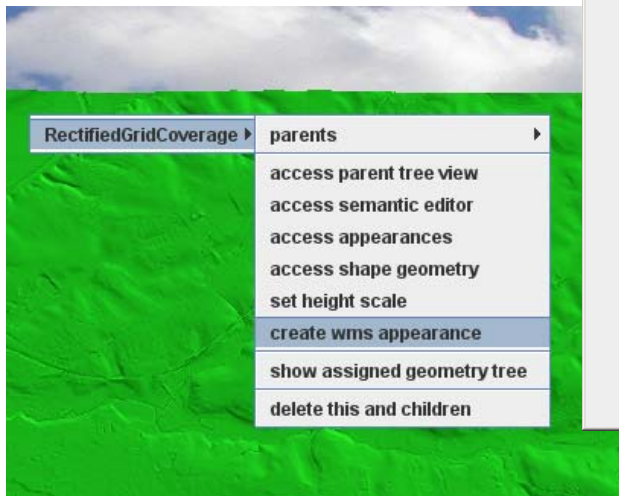 RectifiedGridCoverage
parents
access parent tree view
access semantic editor
access appearances
access shape geometry
set height scale
create wms appearance
show assigned geometry tree
delete this and children